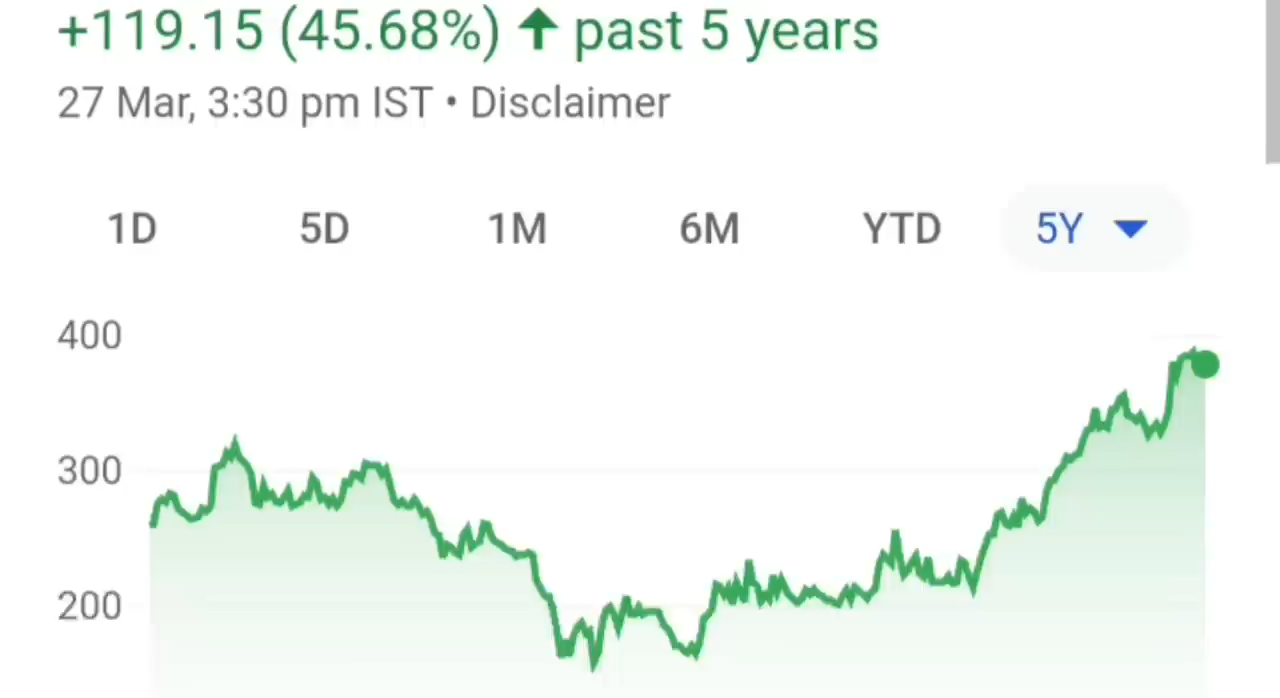 +119.15 (45.68%) ↑ past 5 years
27 Mar, 3:30 pm IST • Disclaimer
1D 5D 1M 6M YTD 5Y
400
300
200